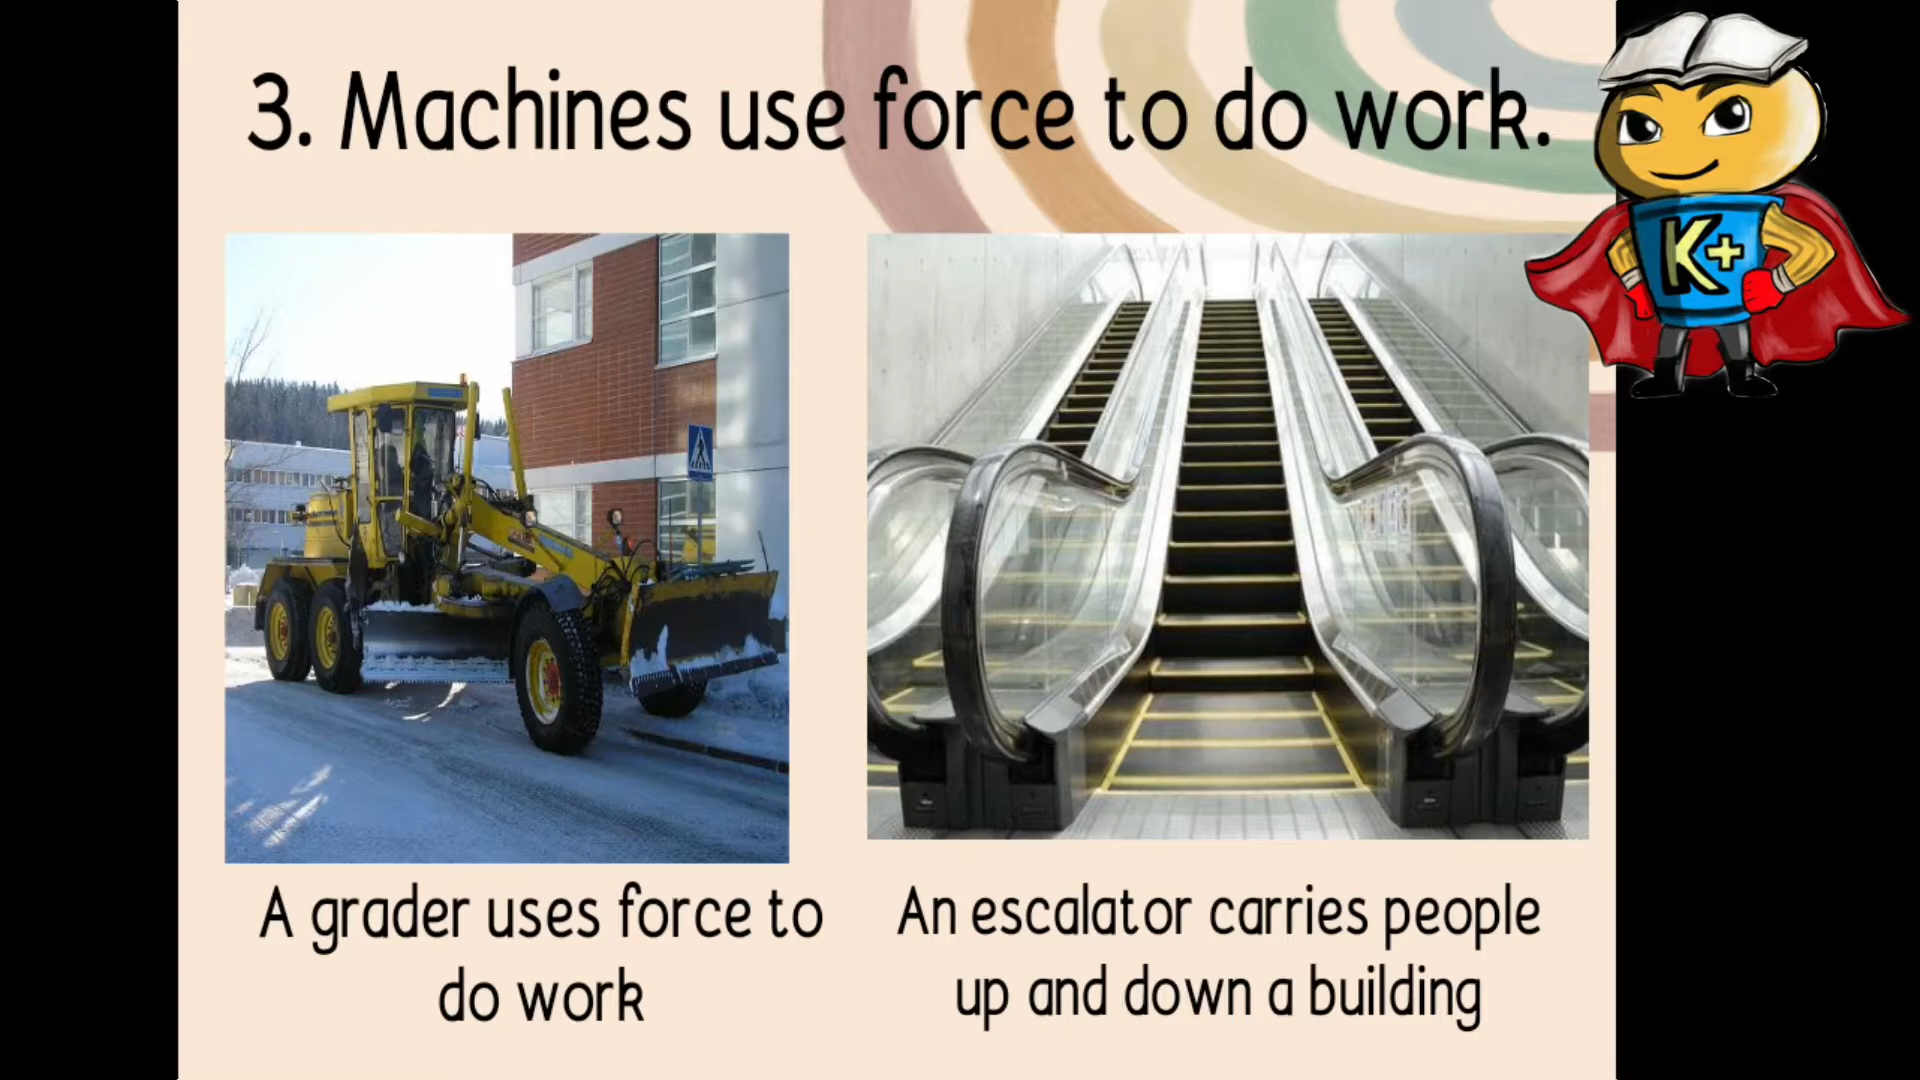 3. Machines use force to do work.
K+
A grader uses force to
do work
An escalator carries people
up and down a building